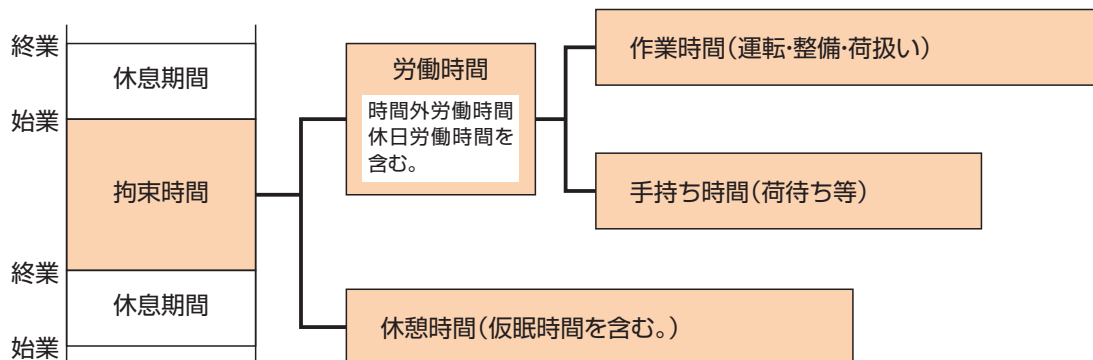 終業
休息期間
始業
拘束時間
終業
休息期間
始業
労働時間
時間外労働時間
休日労働時間を
含む。
作業時間(運転・整備・荷扱い)
手持ち時間(荷待ち等)
休憩時間(仮眠時間を含む。)